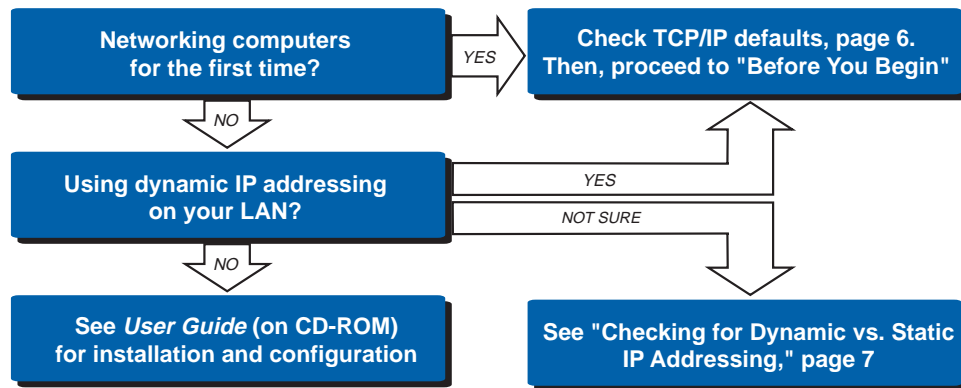 Networking computers
for the first time?
YES
Check TCP/IP defaults, page 6.
Then, proceed to "Before You Begin"
NO
Using dynamic IP addressing
on your LAN?
YES
NOT SURE
NO
See User Guide (on CD-ROM)
for installation and configuration
See "Checking for Dynamic vs. Static
IP Addressing," page 7